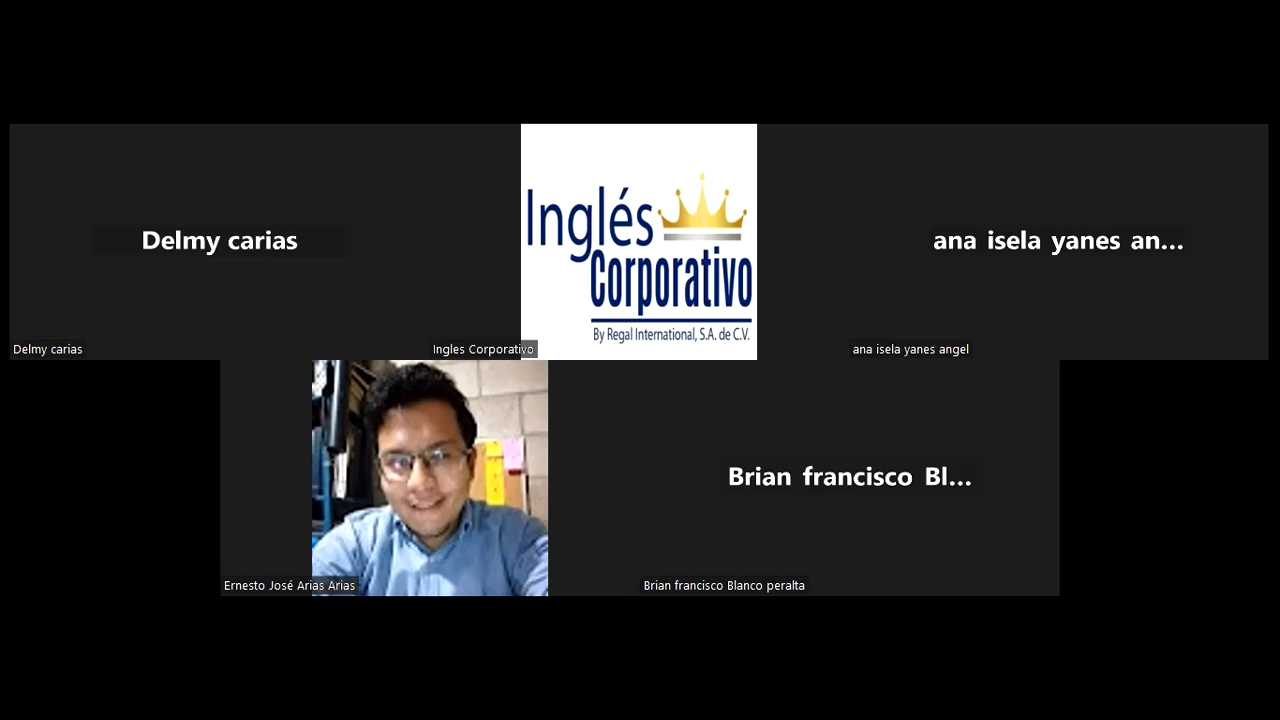 Delmy carias
Delmy carias
Inglés
Corporativo
By Regal International, S.A. de C.V.
Ingles Corporativo
ana isela yanes an...
ana isela yanes angel
Ernesto José Arias Arias
Brian francisco Bl...
Brian francisco Blanco peralta